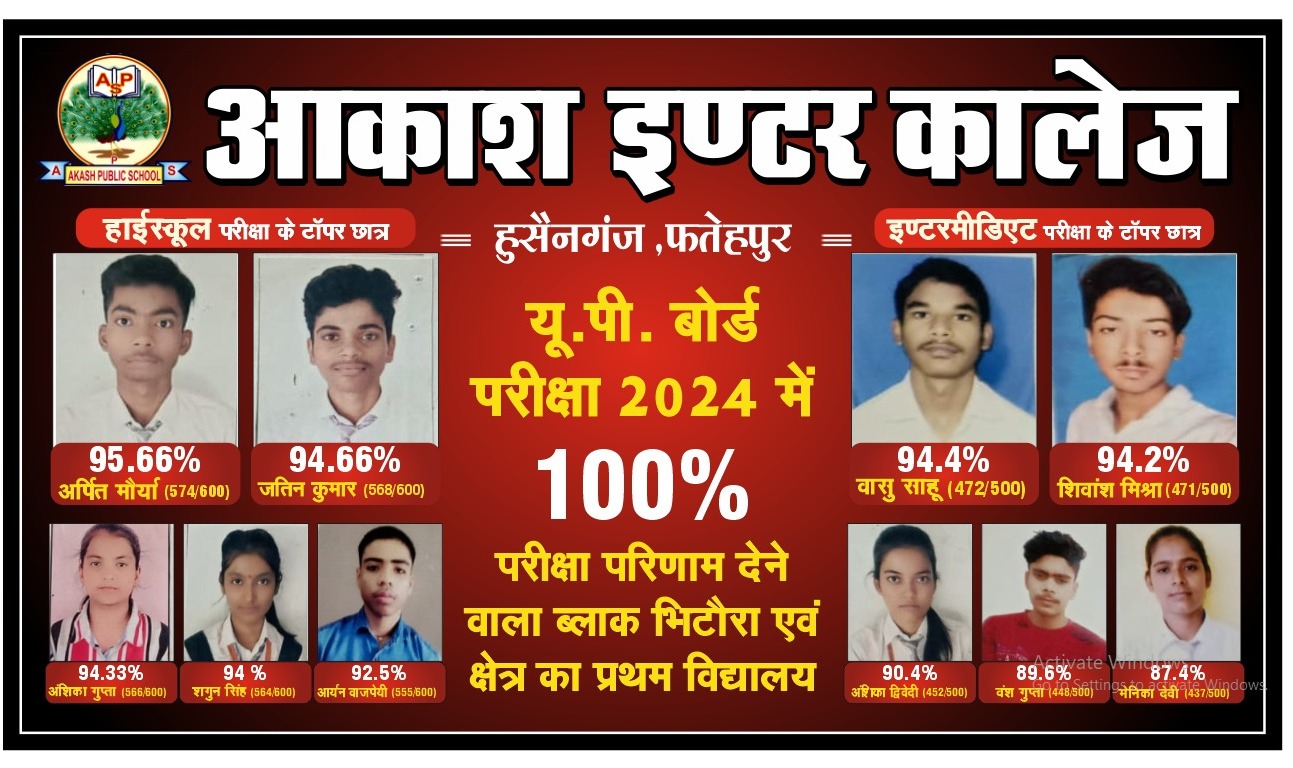 A S P
A P S
AKASH PUBLIC SCHOOL
आकाश इण्टर कालेज
हुसैनगंज ,फतेहपुर
हाईस्कूल परीक्षा के टॉपर छात्र
95.66%
अर्पित मौर्या (574/600)
94.66%
जतिन कुमार (568/600)
94.33%
अंशिका गुप्ता (566/600)
94 %
शगुन सिंह (564/600)
92.5%
आर्यन वाजपेयी (555/600)
यू.पी. बोर्ड
परीक्षा 2024 में
100%
परीक्षा परिणाम देने
वाला ब्लाक भिटौरा एवं
क्षेत्र का प्रथम विद्यालय
इण्टरमीडिएट परीक्षा के टॉपर छात्र
94.4%
वासु साहू (472/500)
94.2%
शिवांश मिश्रा (471/500)
90.4%
अंशिका द्विवेदी (452/500)
89.6%
वंश गुप्ता (448/500)
87.4%
मेनिका देवी (437/500)
Activate Windows
Go to Settings to activate Windows.